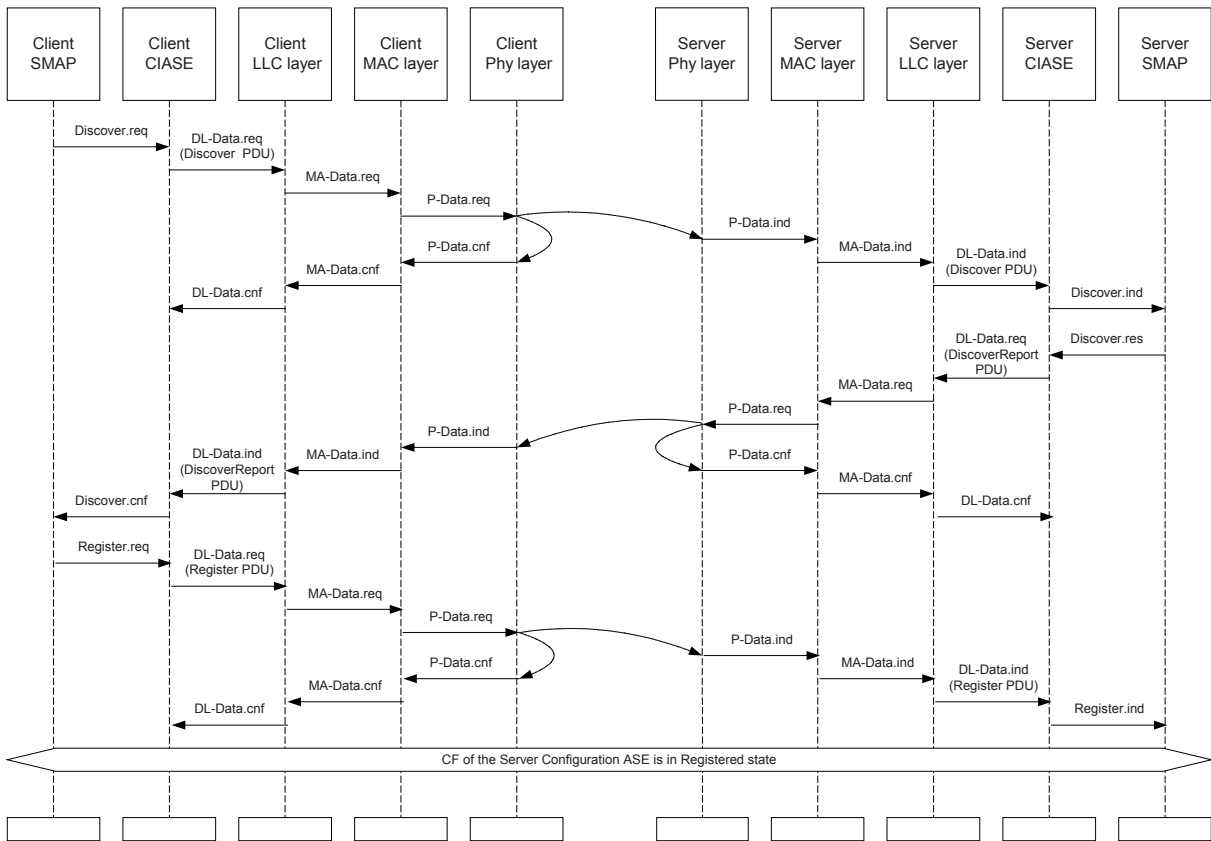 Client
SMAP
Client
CIASE
Client
LLC layer
Client
MAC layer
Client
Phy layer
Server
Phy layer
Server
MAC layer
Server
LLC layer
Server
CIASE
Server
SMAP
Discover.req
DL-Data.req
(Discover PDU)
MA-Data.req
P-Data.req
P-Data.ind
P-Data.cnf
MA-Data.ind
DL-Data.ind
(Discover PDU)
MA-Data.cnf
DL-Data.cnf
Discover.ind
DL-Data.req
(DiscoverReport
PDU)
Discover.res
MA-Data.req
P-Data.req
P-Data.ind
DL-Data.ind
(DiscoverReport
PDU)
MA-Data.ind
P-Data.cnf
MA-Data.cnf
Discover.cnf
DL-Data.cnf
Register.req
DL-Data.req
(Register PDU)
MA-Data.req
P-Data.req
P-Data.ind
P-Data.cnf
MA-Data.ind
DL-Data.ind
(Register PDU)
MA-Data.cnf
DL-Data.cnf
Register.ind
CF of the Server Configuration ASE is in Registered state